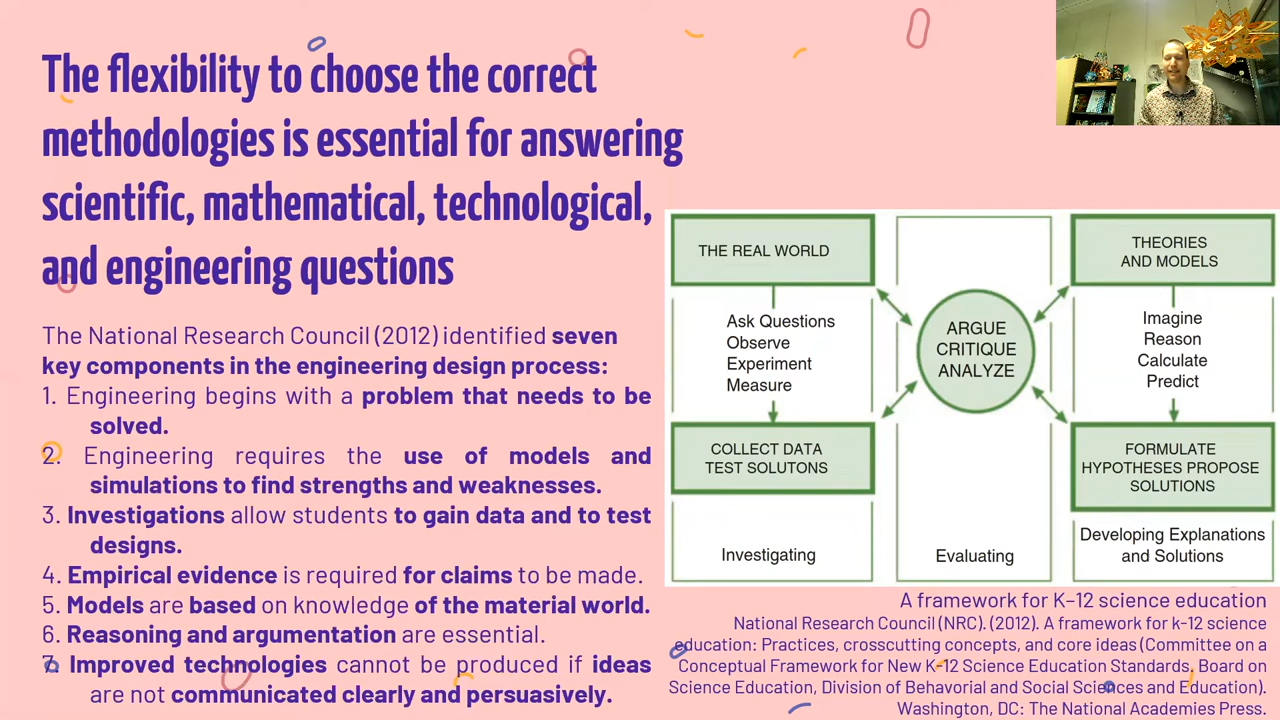 The flexibility to choose the correct
methodologies is essential for answering
scientific, mathematical, technological,
and engineering questions
The National Research Council (2012) identified seven
key components in the engineering design process:
1. Engineering begins with a problem that needs to be
solved.
2. Engineering requires the use of models and
simulations to find strengths and weaknesses.
3. Investigations allow students to gain data and to test
designs.
4. Empirical evidence is required for claims to be made.
5. Models are based on knowledge of the material world.
6. Reasoning and argumentation are essential.
7. Improved technologies cannot be produced if ideas
are not communicated clearly and persuasively.
THE REAL WORLD
Ask Questions
Observe
Experiment
Measure
COLLECT DATA
TEST SOLUTONS
Investigating
ARGUE
CRITIQUE
ANALYZE
Evaluating
THEORIES
AND MODELS
Imagine
Reason
Calculate
Predict
FORMULATE
HYPOTHESES PROPOSE
SOLUTIONS
Developing Explanations
and Solutions
A framework for K–12 science education
National Research Council (NRC). (2012). A framework for k-12 science
education: Practices, crosscutting concepts, and core ideas (Committee on a
Conceptual Framework for New K-12 Science Education Standards. Board on
Science Education, Division of Behavorial and Social Sciences and Education).
Washington, DC: The National Academies Press.